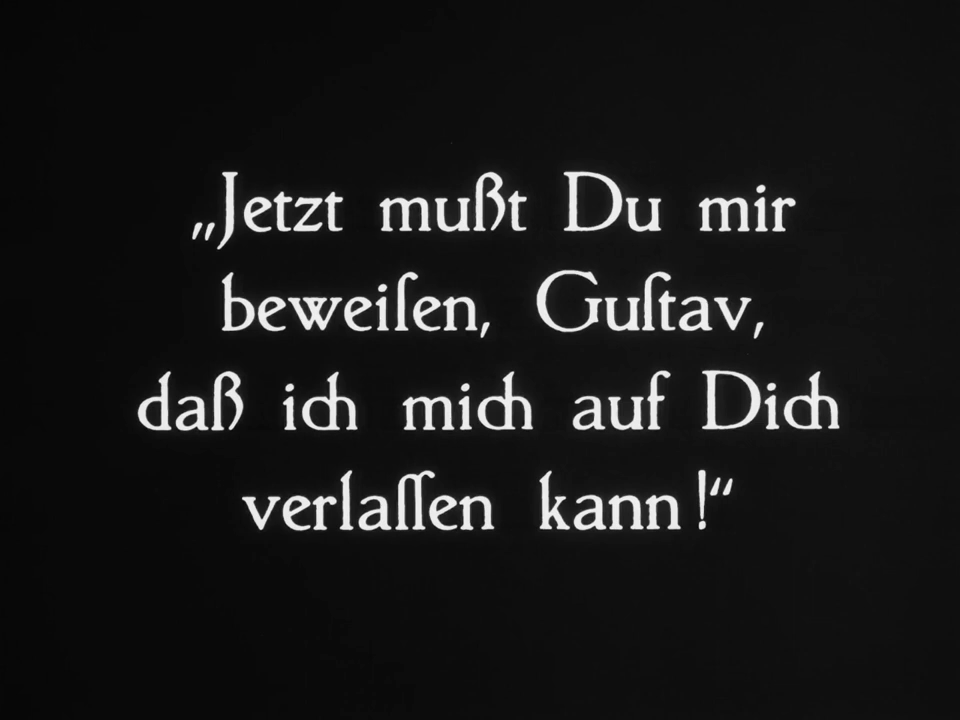 „Jetzt mußt Du mir
beweiſen, Guſtav,
daß ich mich auf Dich
verlaſſen kann!“